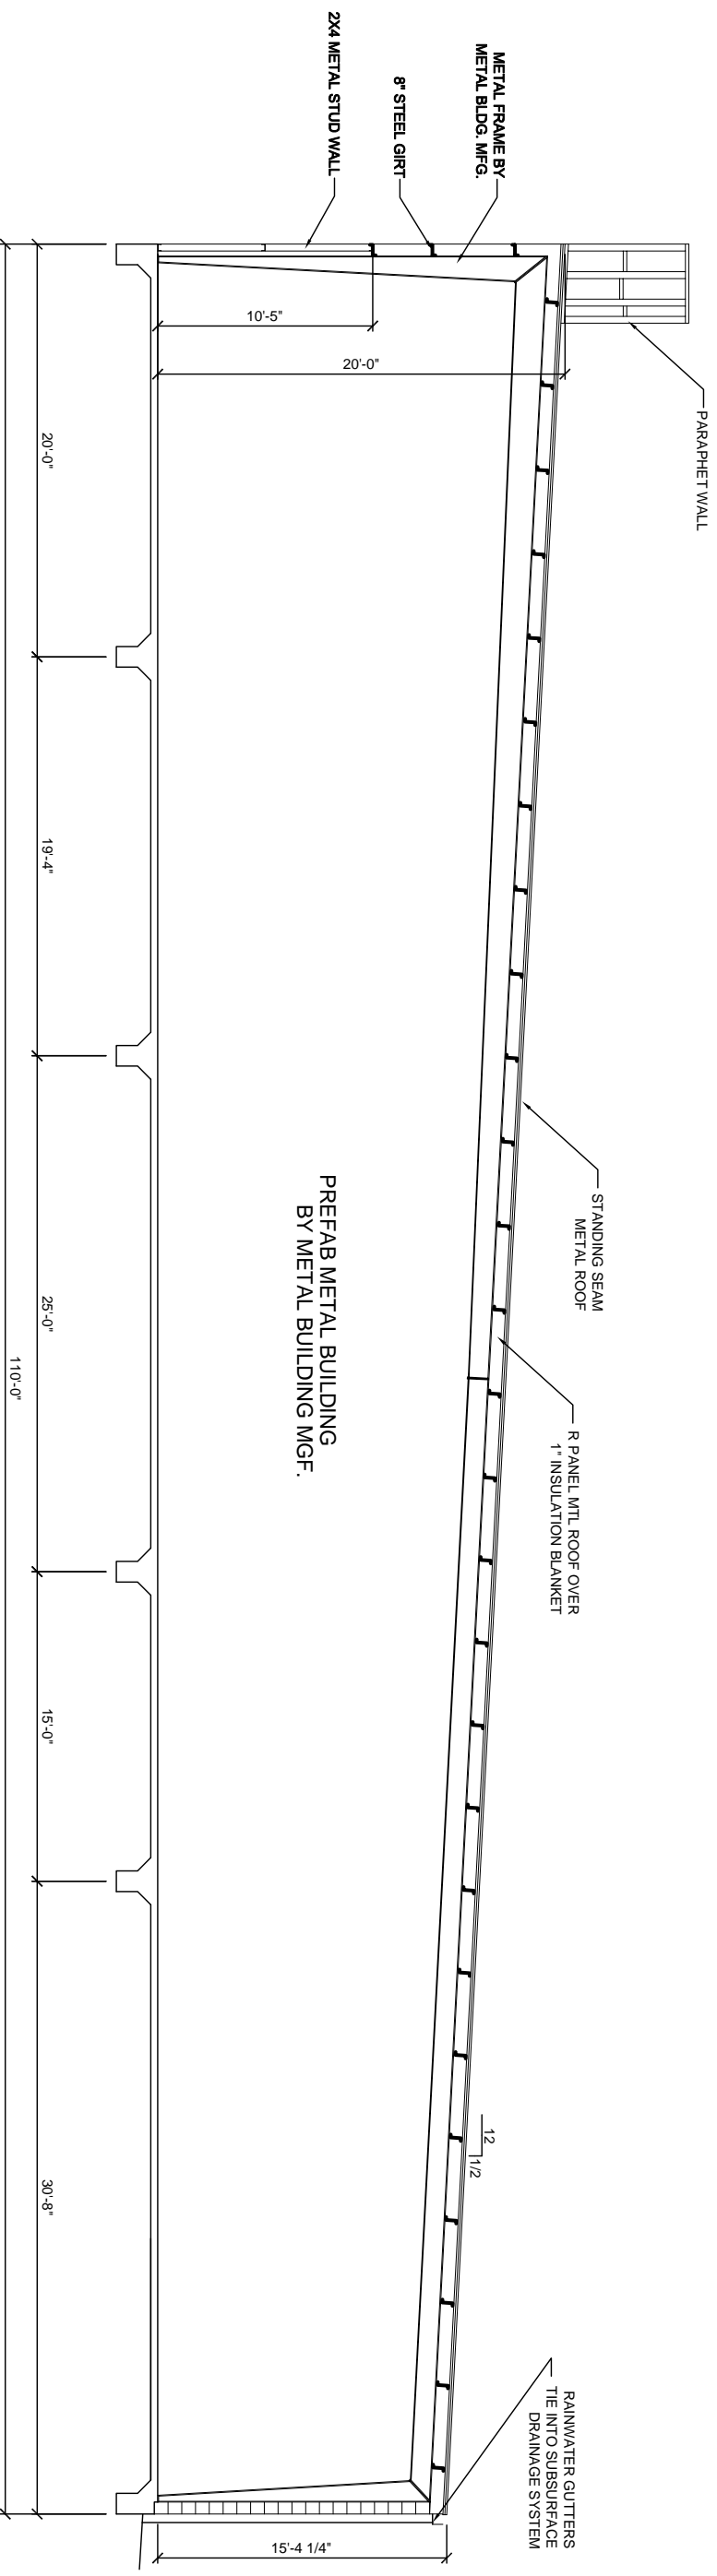 PARAPHET WALL
METAL FRAME BY
METAL BLDG. MFG.
8" STEEL GIRT
2X4 METAL STUD WALL
10'-5"
20'-0"
STANDING SEAM
METAL ROOF
R PANEL MTL ROOF OVER
1" INSULATION BLANKET
PREFAB METAL BUILDING
BY METAL BUILDING MGF.
12
1/2
RAINWATER GUTTERS
TIE INTO SUBSURFACE
DRAINAGE SYSTEM
15'-4 1/4"
20'-0"
19'-4"
25'-0"
15'-0"
30'-8"
110'-0"